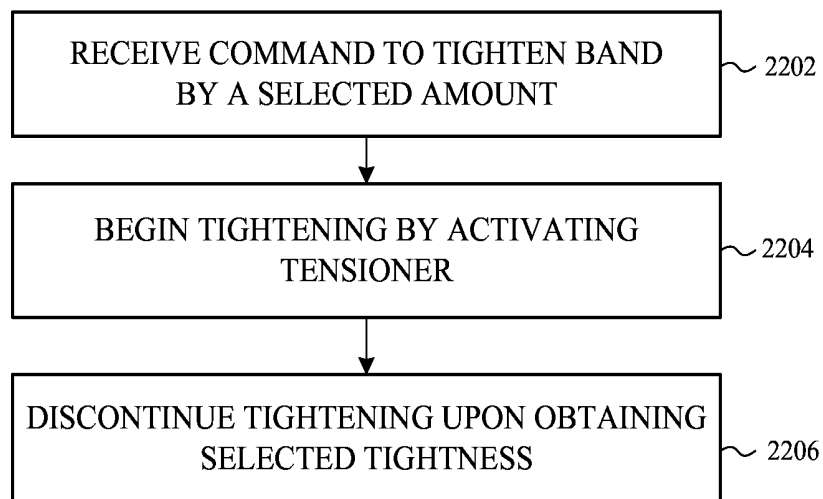 RECEIVE COMMAND TO TIGHTEN BAND
BY A SELECTED AMOUNT
2202
BEGIN TIGHTENING BY ACTIVATING
TENSIONER
2204
DISCONTINUE TIGHTENING UPON OBTAINING
SELECTED TIGHTNESS
2206